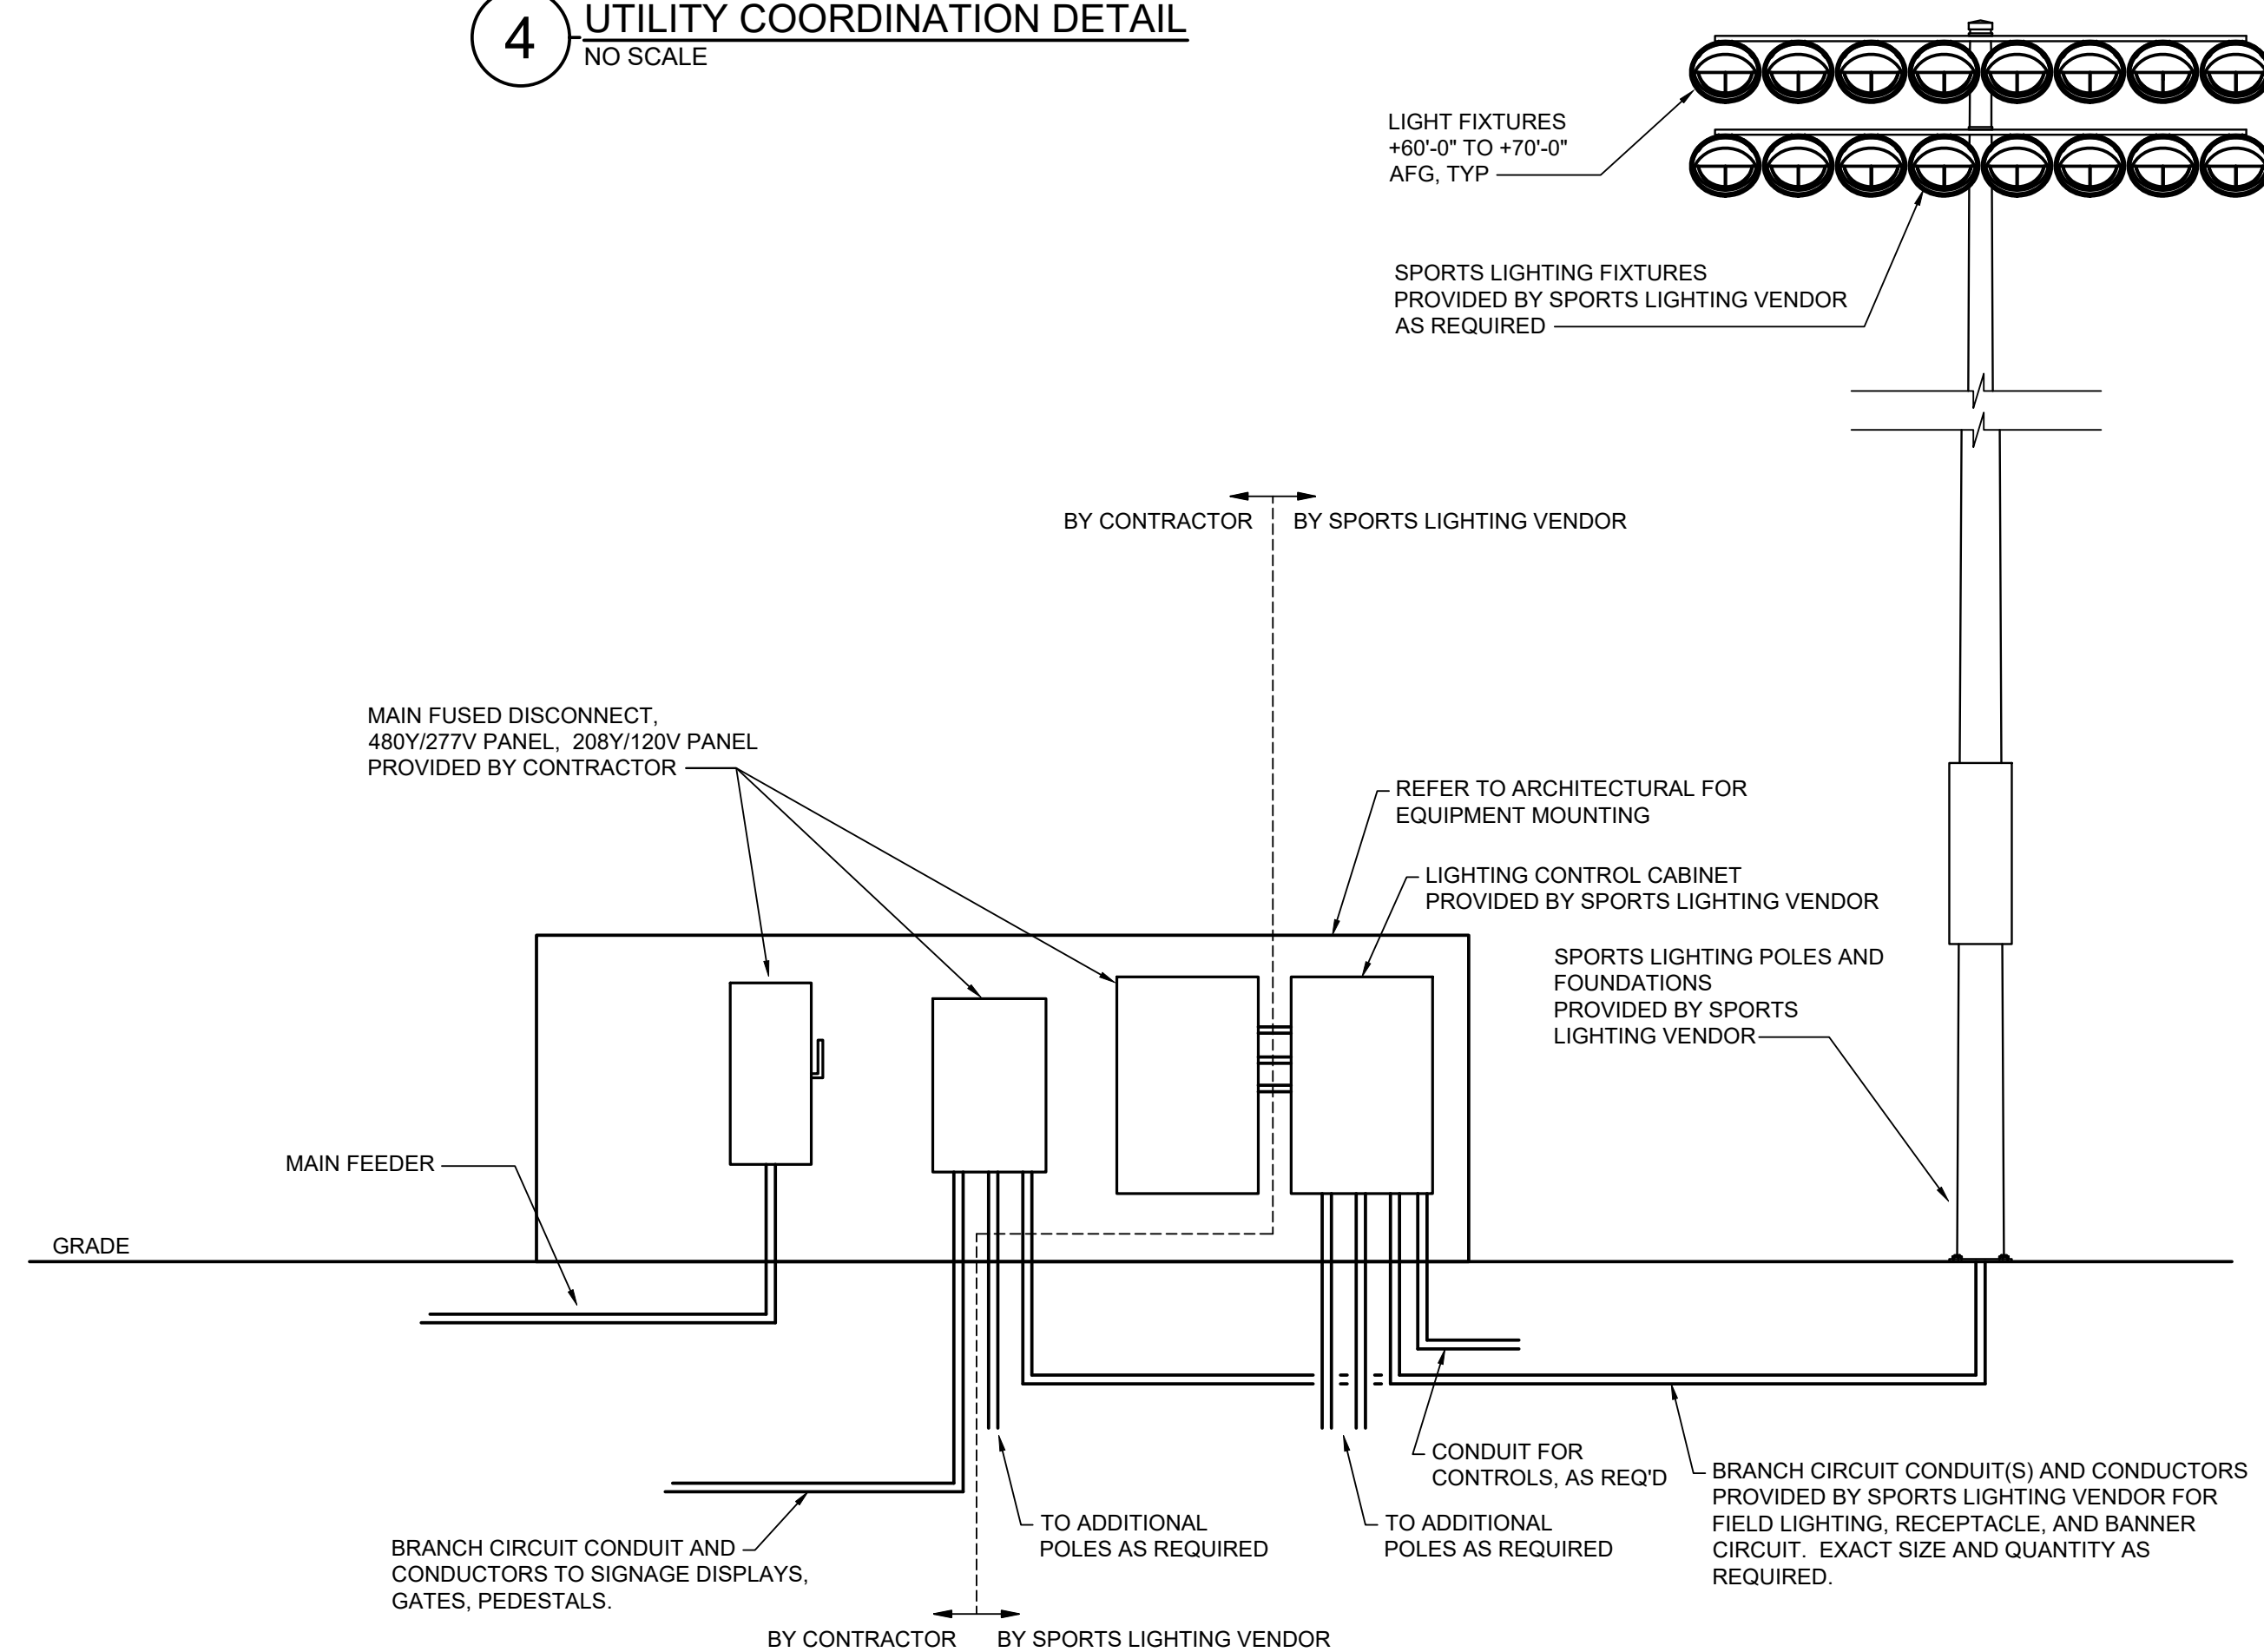 4
UTILITY COORDINATION DETAIL
NO SCALE
LIGHT FIXTURES
+60'-0" TO +70'-0"
AFG, TYP
SPORTS LIGHTING FIXTURES
PROVIDED BY SPORTS LIGHTING VENDOR
AS REQUIRED
BY CONTRACTOR
BY SPORTS LIGHTING VENDOR
MAIN FUSED DISCONNECT,
480Y/277V PANEL, 208Y/120V PANEL
PROVIDED BY CONTRACTOR
REFER TO ARCHITECTURAL FOR
EQUIPMENT MOUNTING
LIGHTING CONTROL CABINET
PROVIDED BY SPORTS LIGHTING VENDOR
SPORTS LIGHTING POLES AND
FOUNDATIONS
PROVIDED BY SPORTS
LIGHTING VENDOR
MAIN FEEDER
GRADE
CONDUIT FOR
CONTROLS, AS REQ'D
BRANCH CIRCUIT CONDUIT(S) AND CONDUCTORS
PROVIDED BY SPORTS LIGHTING VENDOR FOR
FIELD LIGHTING, RECEPTACLE, AND BANNER
CIRCUIT. EXACT SIZE AND QUANTITY AS
REQUIRED.
TO ADDITIONAL
POLES AS REQUIRED
TO ADDITIONAL
POLES AS REQUIRED
BRANCH CIRCUIT CONDUIT AND
CONDUCTORS TO SIGNAGE DISPLAYS,
GATES, PEDESTALS.
BY CONTRACTOR
BY SPORTS LIGHTING VENDOR